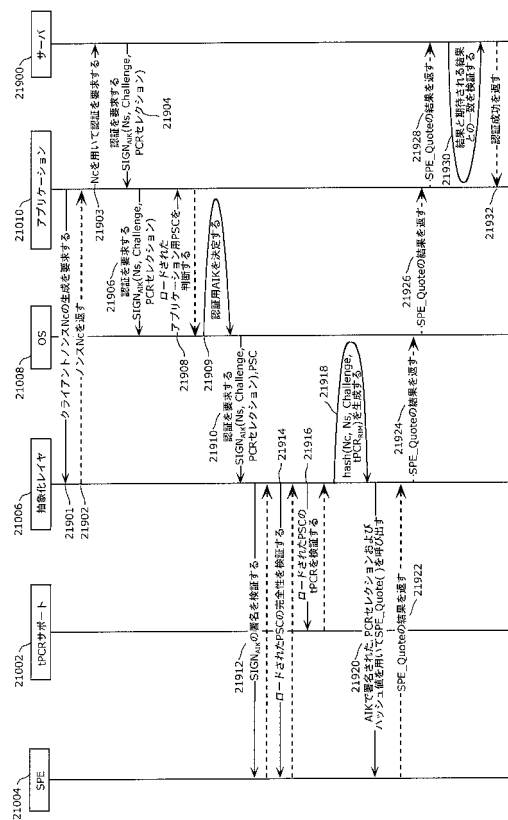 21004
SPE
21002
tPCRサポート
21006
抽象化レイヤ
21008
OS
21010
アプリケーション
21900
サーバ
クライアントノンスNcの生成を要求する
21901
ノンスNcを返す
21902
Ncを用いて認証を要求する
21903
認証を要求する
SIGN_AIK(Ns, Challenge,
PCRセレクション)
21904
21906
認証を要求する
SIGN_AIK(Ns, Challenge,
PCRセレクション)
ロードされた
アプリケーション用PSCを
判断する
21908
21909
認証用AIKを決定する
21910
認証を要求する
SIGN_AIK(Ns, Challenge,
PCRセレクション),PSC
21912
SIGN_AIKの署名を検証する
21914
ロードされたPSCの完全性を検証する
21916
ロードされたPSCの
tPCRを検証する
21918
hash(Nc, Ns, Challenge,
tPCR_RIM)を生成する
21920
AIKで署名された,PCRセレクションおよび
ハッシュ値を用いてSPE_Quote( )を呼び出す
SPE_Quoteの結果を返す
21922
21924
SPE_Quoteの結果を返す
21926
SPE_Quoteの結果を返す
21928
SPE_Quoteの結果を返す
21930
結果と期待される結果
との一致を検証する
21932
認証成功を返す